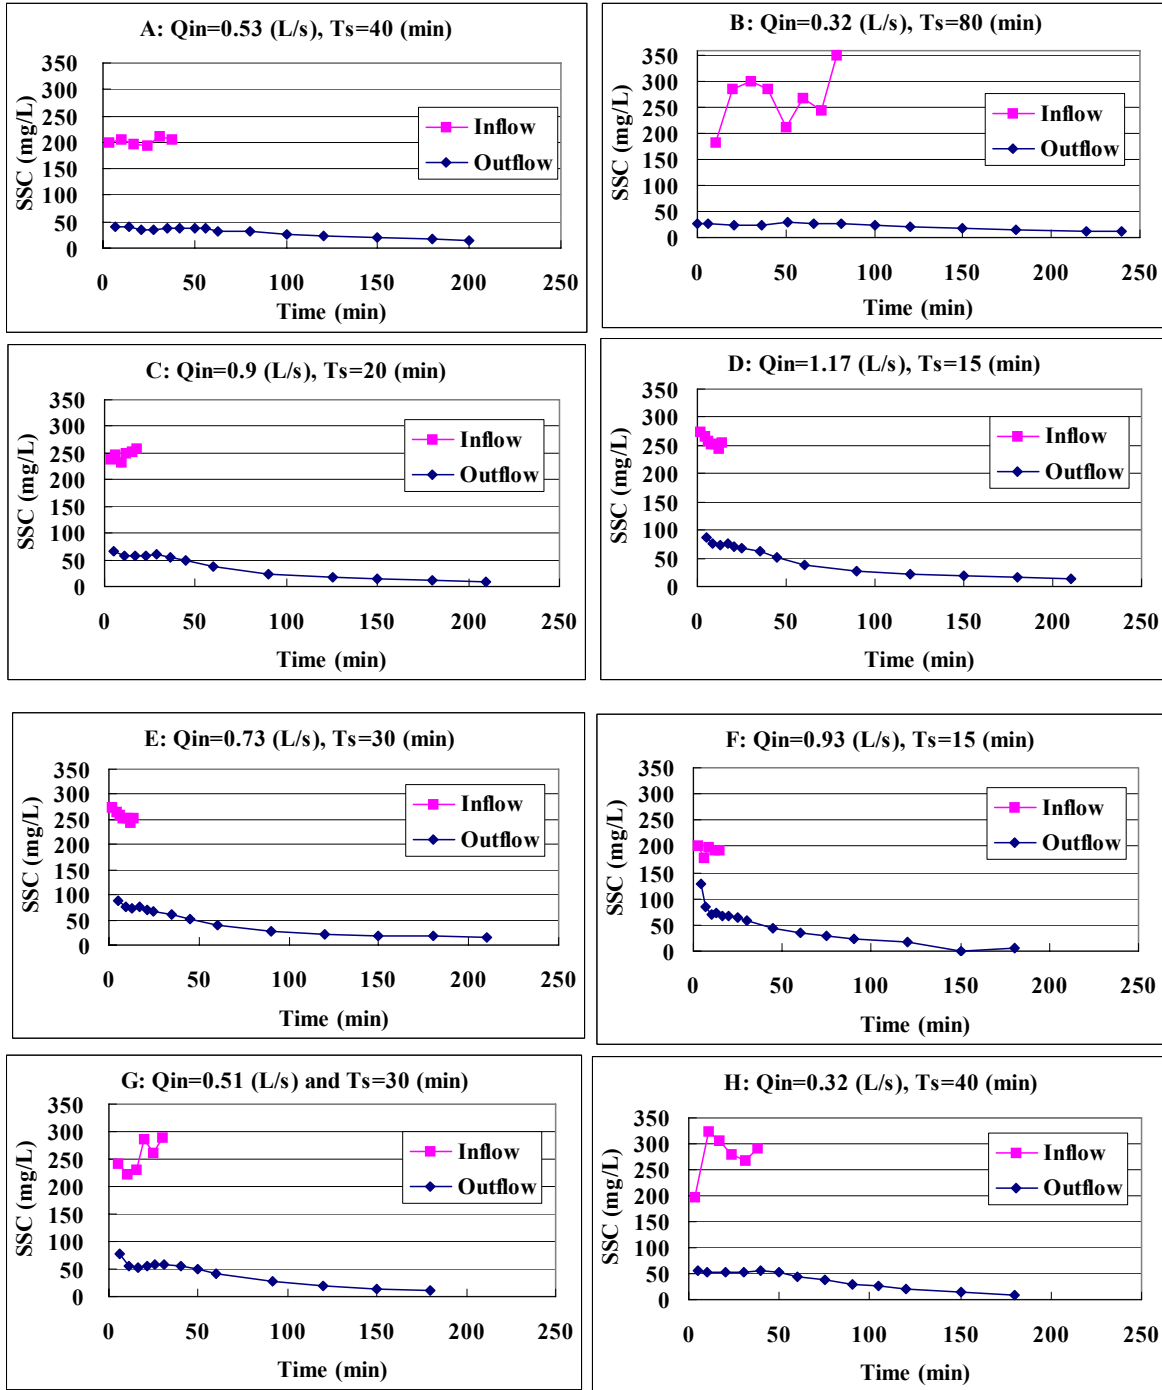 A: Qin=0.53 (L/s), Ts=40 (min)
350
300
250
200
150
100
50
0
SSC (mg/L)
Inflow
Outflow
0 50 100 150 200 250
Time (min)
B: Qin=0.32 (L/s), Ts=80 (min)
350
300
250
200
150
100
50
0
SSC (mg/L)
Inflow
Outflow
0 50 100 150 200 250
Time (min)
C: Qin=0.9 (L/s), Ts=20 (min)
350
300
250
200
150
100
50
0
SSC (mg/L)
Inflow
Outflow
0 50 100 150 200 250
Time (min)
D: Qin=1.17 (L/s), Ts=15 (min)
350
300
250
200
150
100
50
0
SSC (mg/L)
Inflow
Outflow
0 50 100 150 200 250
Time (min)
E: Qin=0.73 (L/s), Ts=30 (min)
350
300
250
200
150
100
50
0
SSC (mg/L)
Inflow
Outflow
0 50 100 150 200 250
Time (min)
F: Qin=0.93 (L/s), Ts=15 (min)
350
300
250
200
150
100
50
0
SSC (mg/L)
Inflow
Outflow
0 50 100 150 200 250
Time (min)
G: Qin=0.51 (L/s) and Ts=30 (min)
350
300
250
200
150
100
50
0
SSC (mg/L)
Inflow
Outflow
0 50 100 150 200 250
Time (min)
H: Qin=0.32 (L/s), Ts=40 (min)
350
300
250
200
150
100
50
0
SSC (mg/L)
Inflow
Outflow
0 50 100 150 200 250
Time (min)